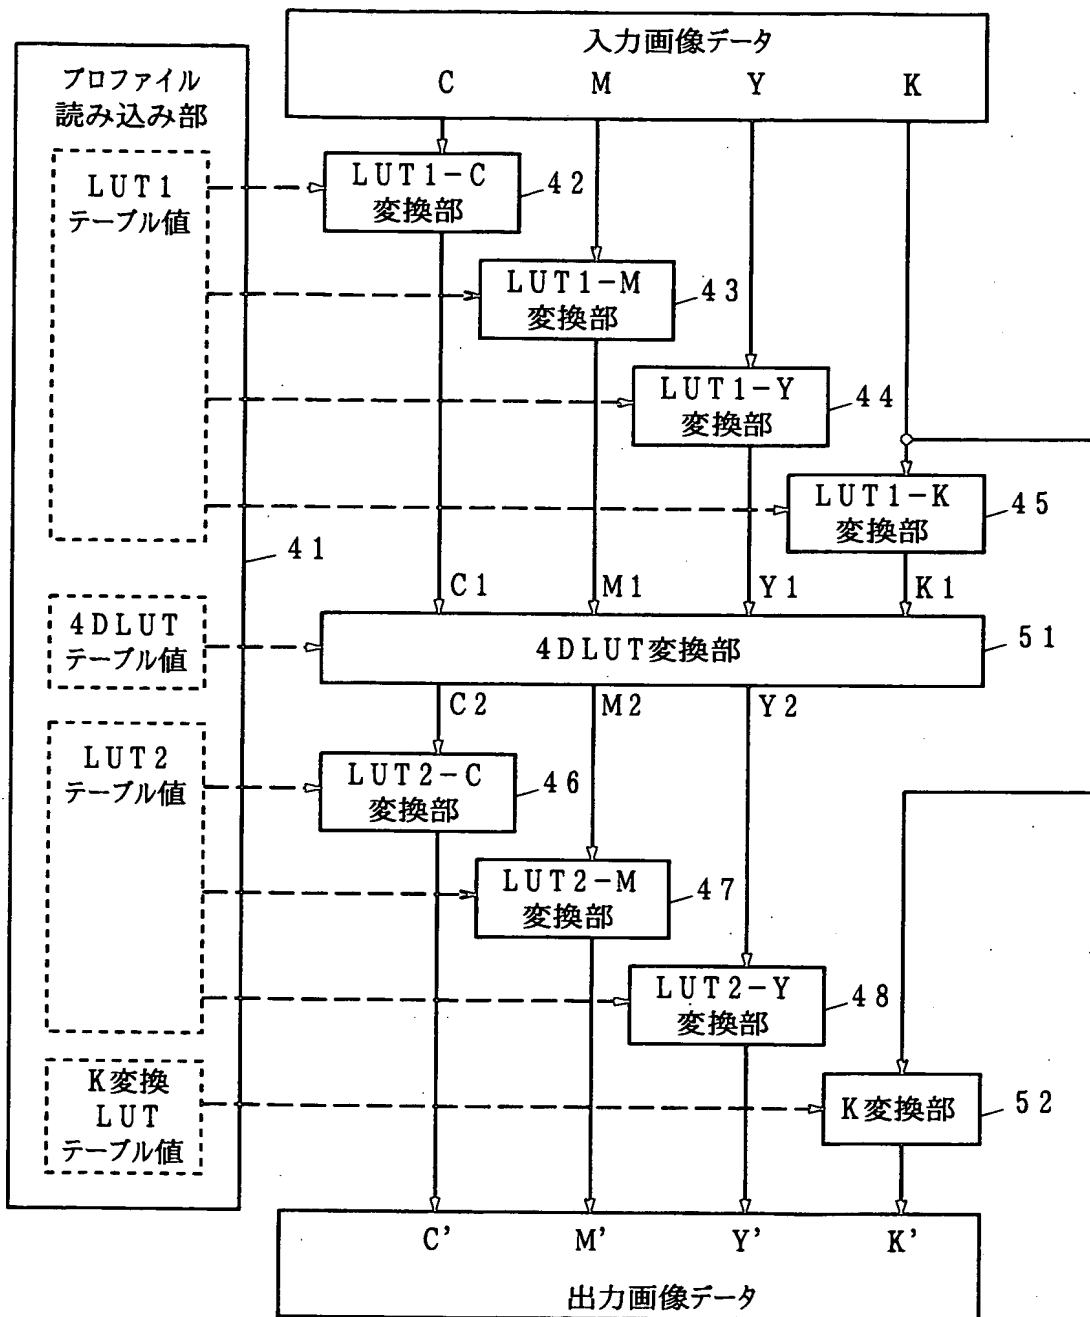 入力画像データ
C M Y K
プロファイル
読み込み部
LUT1
テーブル値
LUT1-C
変換部
42
LUT1-M
変換部
43
LUT1-Y
変換部
44
LUT1-K
変換部
45
41
C1 M1 Y1 K1
4DLUT
テーブル値
4DLUT変換部
51
C2 M2 Y2
LUT2
テーブル値
LUT2-C
変換部
46
LUT2-M
変換部
47
LUT2-Y
変換部
48
K変換
LUT
テーブル値
K変換部
52
C' M' Y' K'
出力画像データ